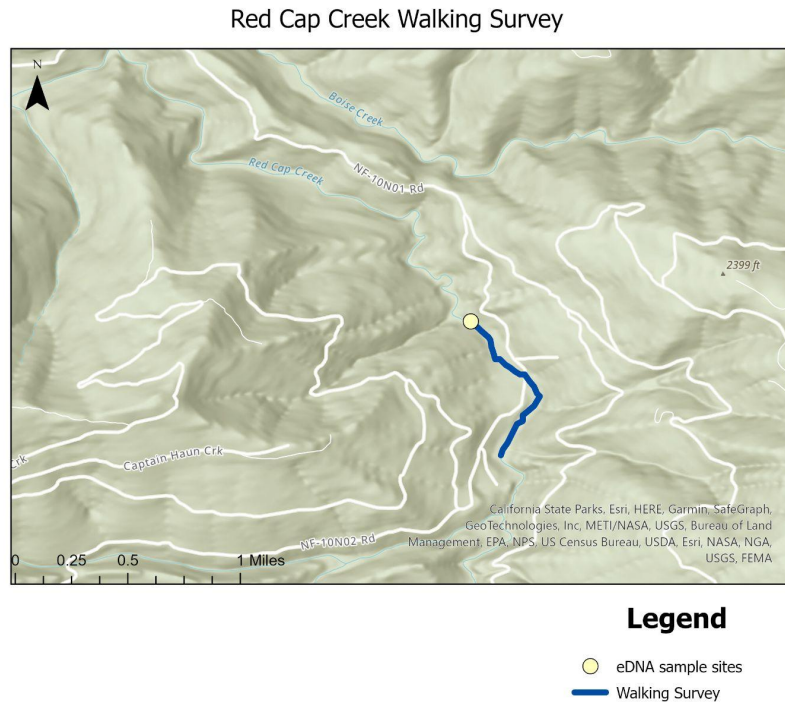 Red Cap Creek Walking Survey
N
Boise Creek
Red Cap Creek
NF-10N01 Rd
2399 ft
Captain Haun Crk
Crk
NF-10N02 Rd
California State Parks, Esri, HERE, Garmin, SafeGraph,
GeoTechnologies, Inc, METI/NASA, USGS, Bureau of Land
Management, EPA, NPS, US Census Bureau, USDA, Esri, NASA, NGA,
USGS, FEMA
0 0.25 0.5 1 Miles
Legend
eDNA sample sites
Walking Survey